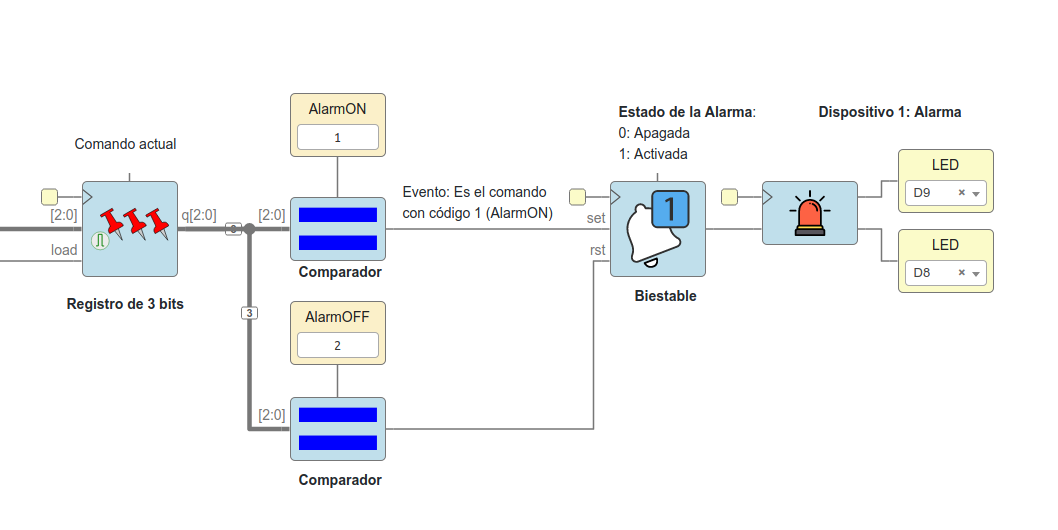 AlarmON
1
Estado de la Alarma:
0: Apagada
1: Activada
Dispositivo 1: Alarma
Comando actual
LED
D9
[2:0]
q[2:0]
[2:0]
Evento: Es el comando
con código 1 (AlarmON)
set
1
load
rst
LED
D8
Comparador
Registro de 3 bits
Biestable
3
AlarmOFF
2
[2:0]
Comparador